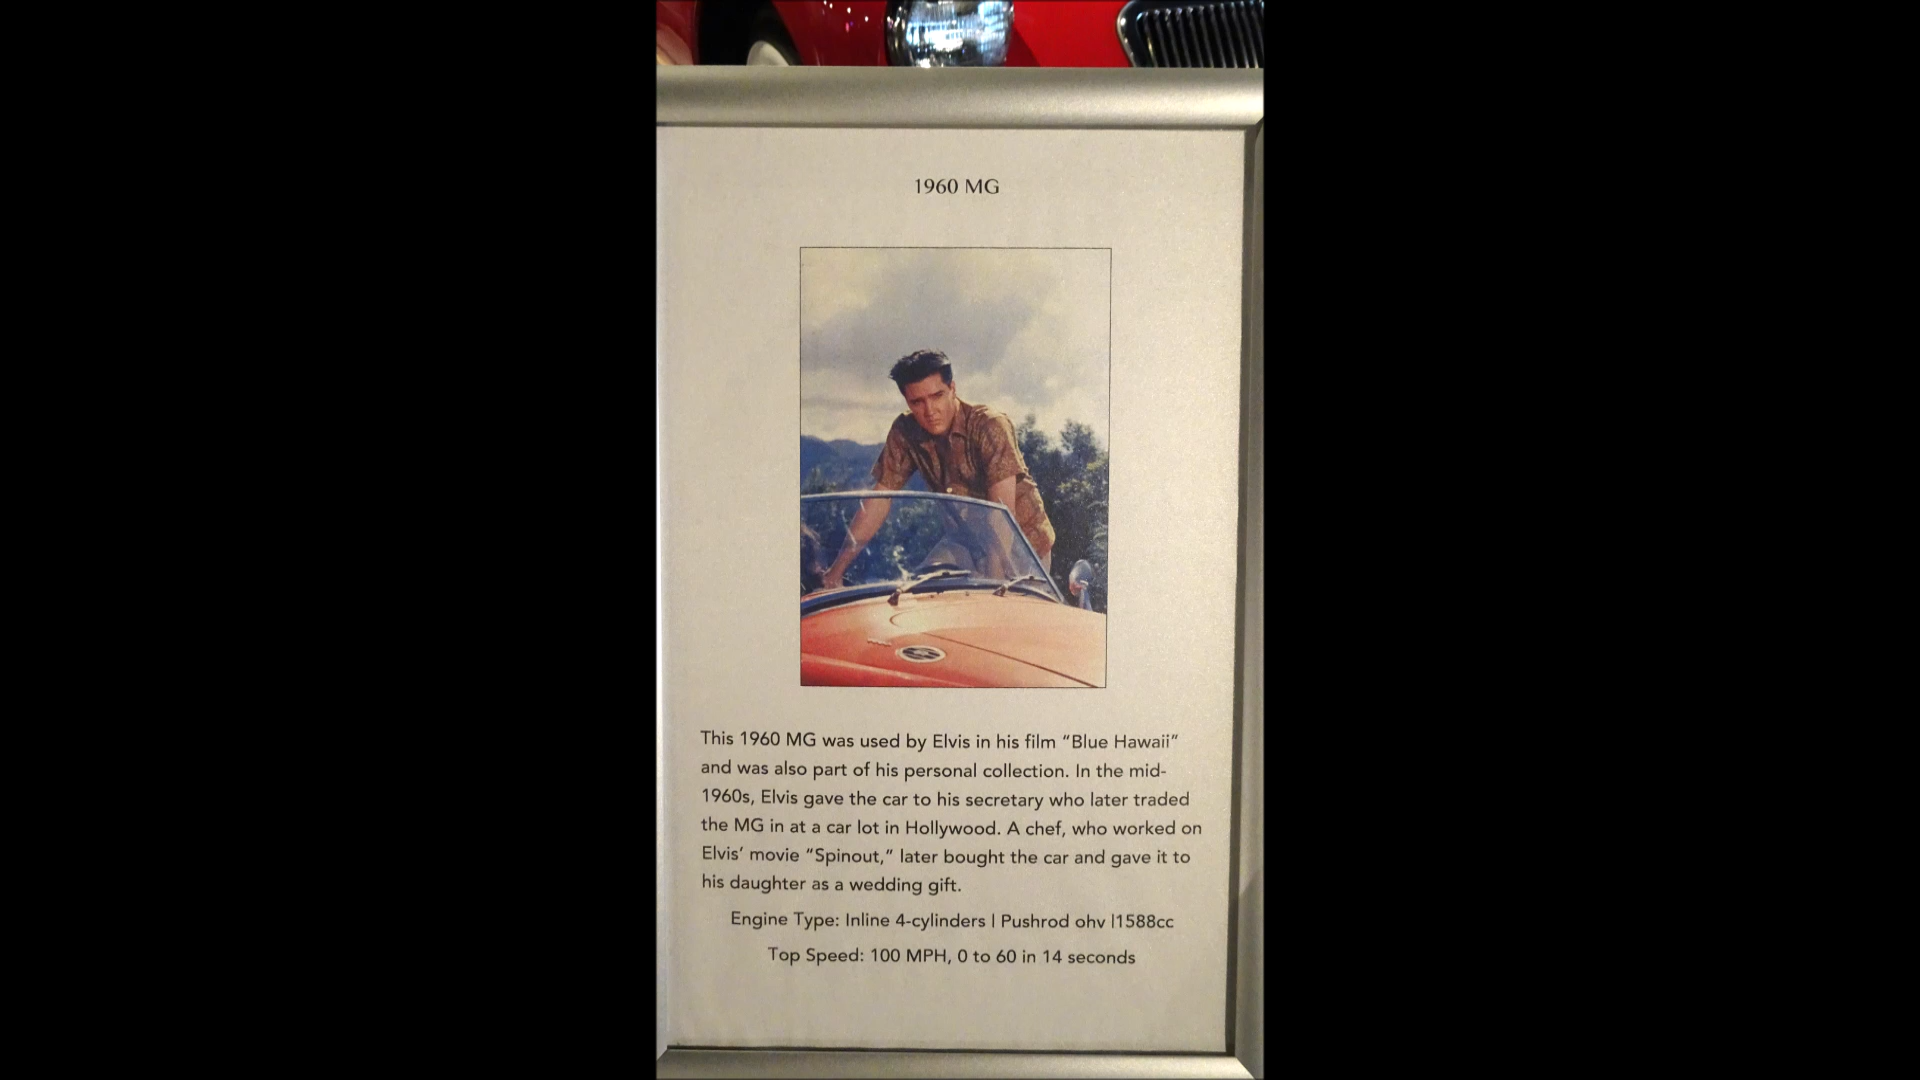 1960 MG
This 1960 MG was used by Elvis in his film “Blue Hawaii”
and was also part of his personal collection. In the mid-
1960s, Elvis gave the car to his secretary who later traded
the MG in at a car lot in Hollywood. A chef, who worked on
Elvis’ movie “Spinout,” later bought the car and gave it to
his daughter as a wedding gift.
Engine Type: Inline 4-cylinders | Pushrod ohv |1588cc
Top Speed: 100 MPH, 0 to 60 in 14 seconds